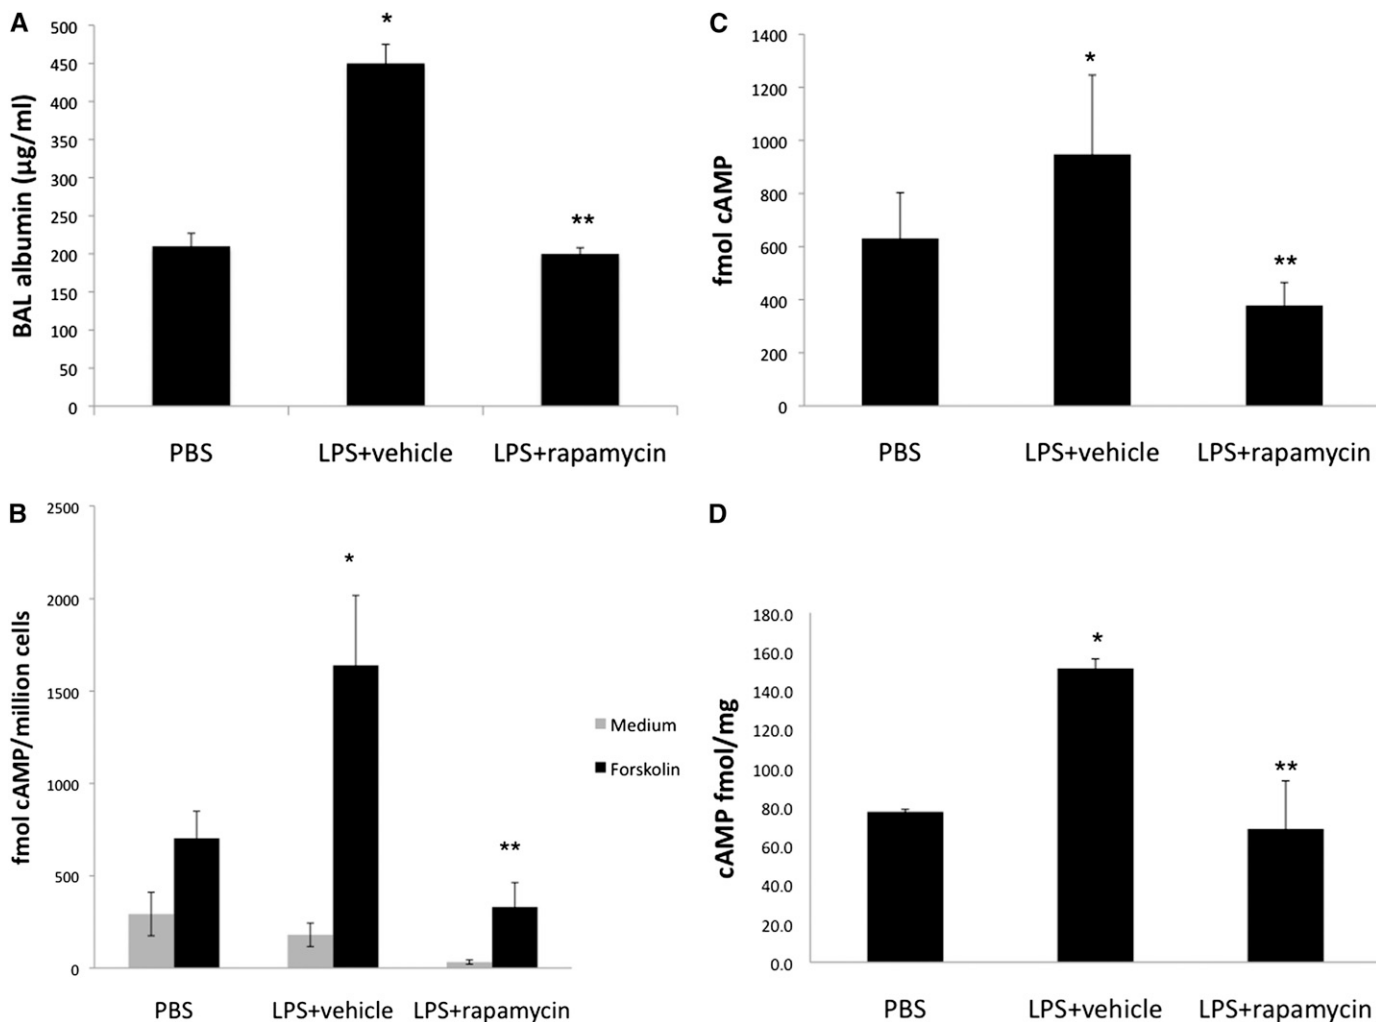 A
BAL albumin (µg/ml)
500
450
400
350
300
250
200
150
100
50
0
*
**
PBS
LPS+vehicle
LPS+rapamycin
C
fmol cAMP
1400
1200
1000
800
600
400
200
0
*
**
PBS
LPS+vehicle
LPS+rapamycin
B
fmol cAMP/million cells
2500
2000
1500
1000
500
0
*
**
Medium
Forskolin
PBS
LPS+vehicle
LPS+rapamycin
D
cAMP fmol/mg
180.0
160.0
140.0
120.0
100.0
80.0
60.0
40.0
20.0
0.0
*
**
PBS
LPS+vehicle
LPS+rapamycin